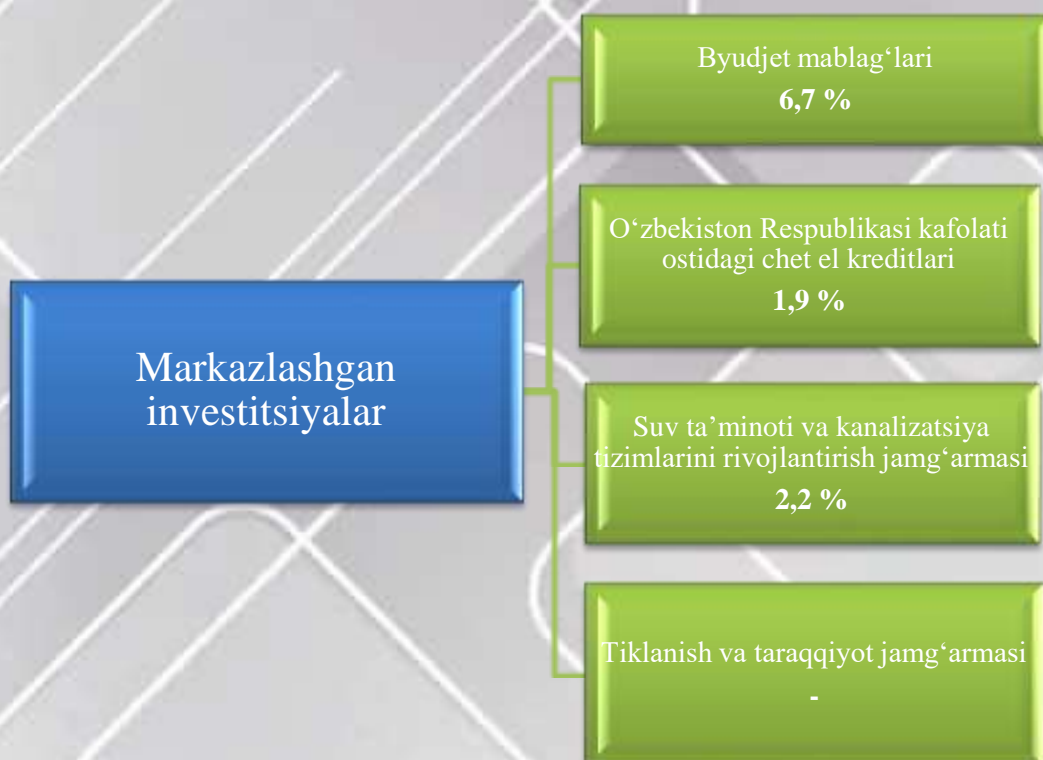 Byudjet mablag‘lari
6,7 %
O‘zbekiston Respublikasi kafolati
ostidagi chet el kreditlari
1,9 %
Markazlashgan
investitsiyalar
Suv ta’minoti va kanalizatsiya
tizimlarini rivojlantirish jamg‘armasi
2,2 %
Tiklanish va taraqqiyot jamg‘armasi
-